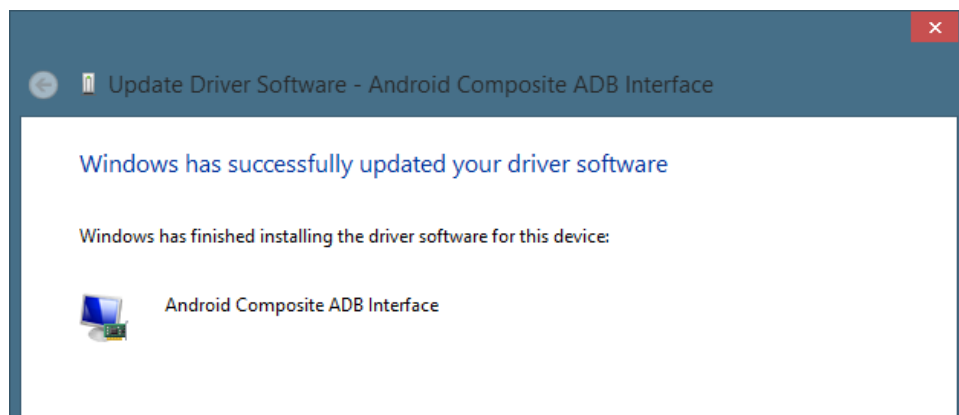 Update Driver Software - Android Composite ADB Interface
Windows has successfully updated your driver software
Windows has finished installing the driver software for this device:
Android Composite ADB Interface